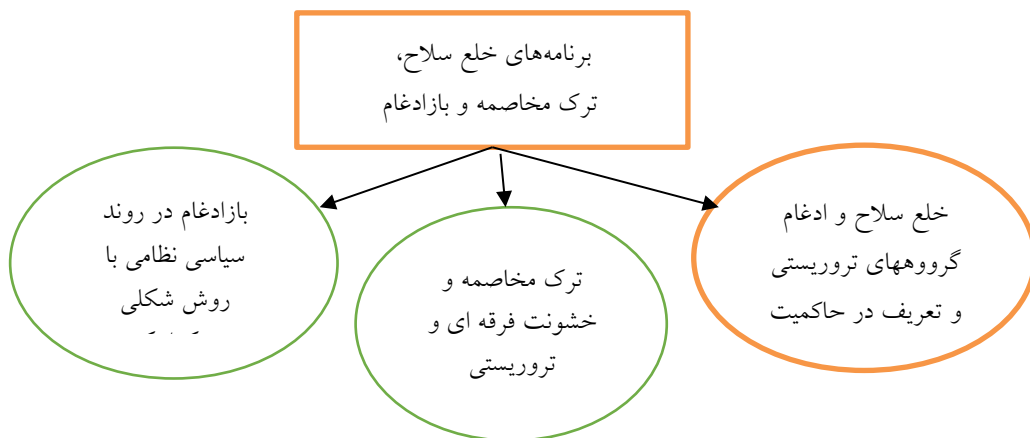 برنامه‌های خلع سلاح،
ترک مخاصمه و بازادغام
خلع سلاح و ادغام
گرووههای تروریستی
و تعریف در حاکمیت
ترک مخاصمه و
خشونت فرقه ای و
تروریستی
بازادغام در روند
سیاسی نظامی با
روش شکلی